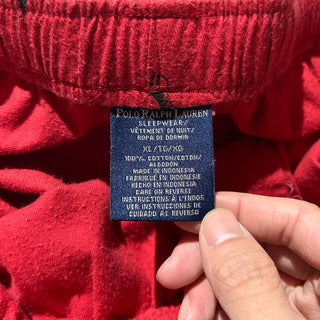 POLO RALPH LAUREN
SLEEPWEAR/
VÊTEMENT DE NUIT/
ROPA DE DORMIR
XL/TG/XG
100% COTTON/COTON/
ALGODÓN
MADE IN INDONESIA
FABRIQUÉ EN INDONESIE
HECHO EN INDONESIA
CARE ON REVERSE
INSTRUCTIONS À L'ENDOS
VER INSTRUCCIONES DE
CUIDADO AL REVERSO